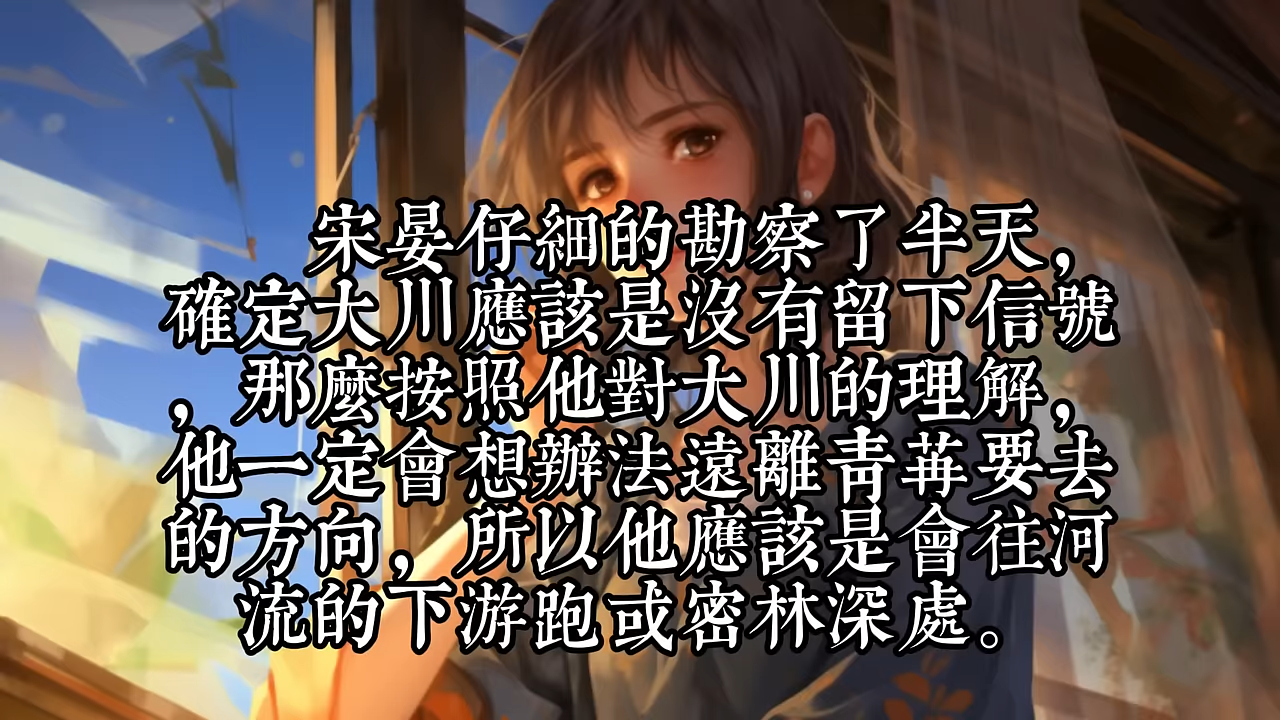 宋晏仔細的勘察了半天，
確定大川應該是沒有留下信號
，那麼按照他對大川的理解，
他一定會想辦法遠離青苒要去
的方向，所以他應該是會往河
流的下游跑或密林深處。